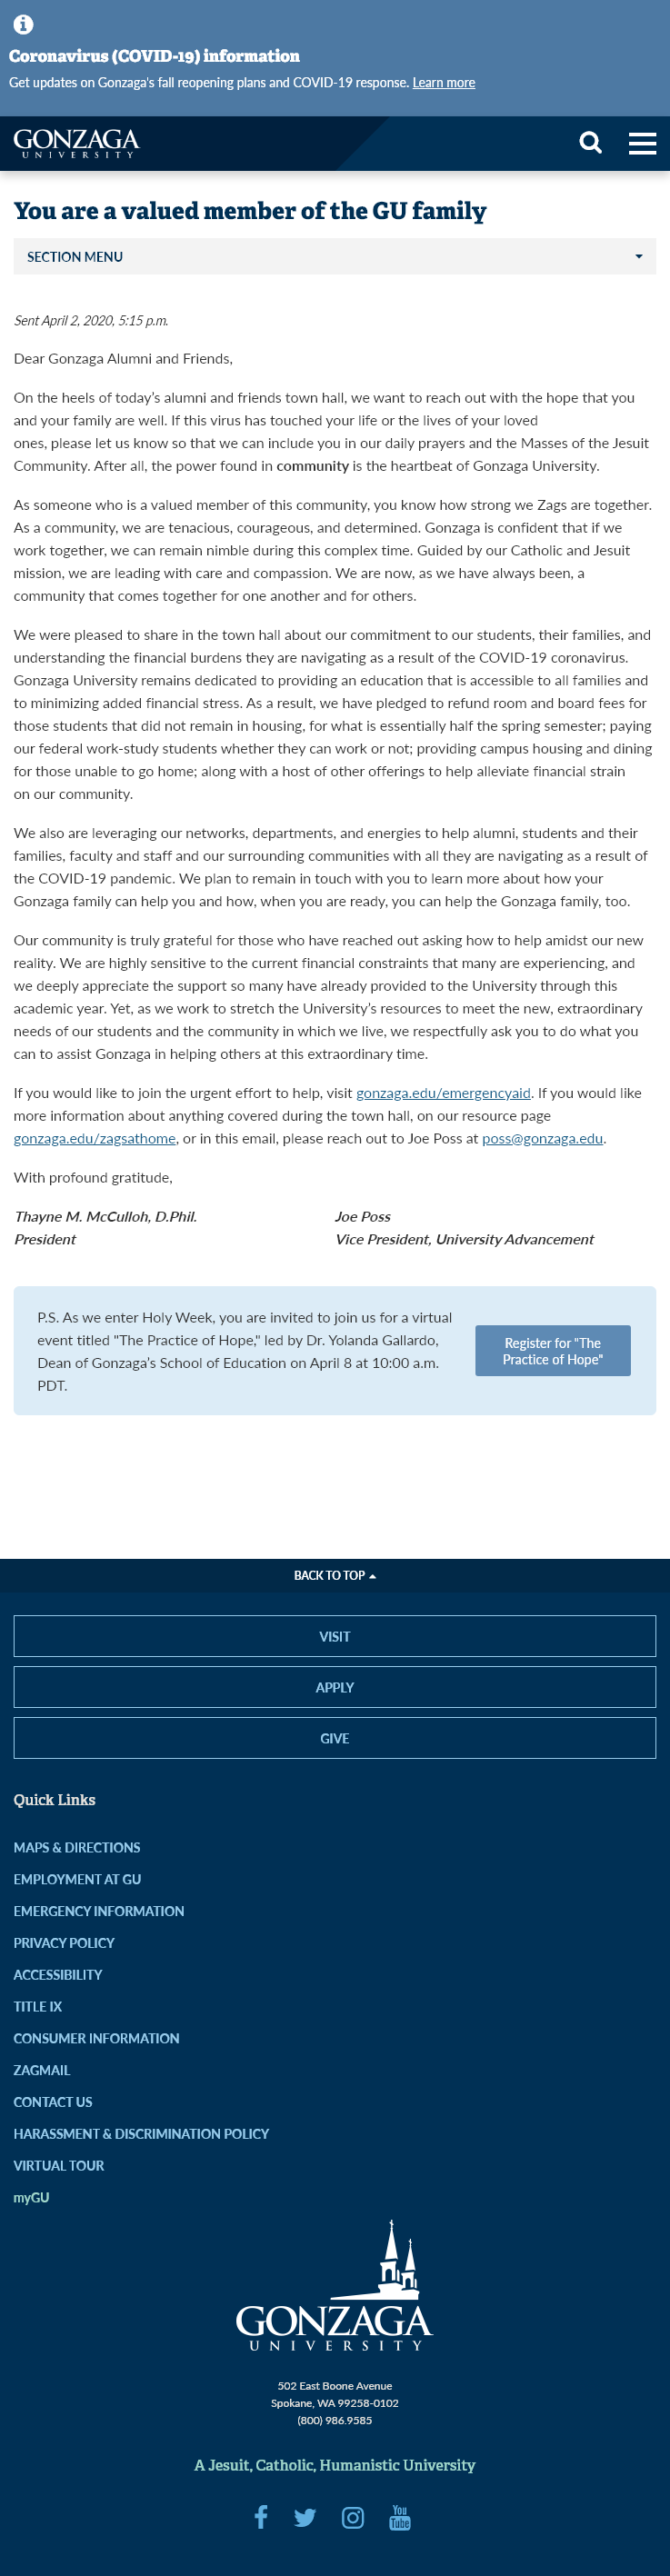 Coronavirus (COVID-19) information
Get updates on Gonzaga's fall reopening plans and COVID-19 response. Learn more
GONZAGA
UNIVERSITY
You are a valued member of the GU family
SECTION MENU
Sent April 2, 2020, 5:15 p.m.
Dear Gonzaga Alumni and Friends,
On the heels of today’s alumni and friends town hall, we want to reach out with the hope that you
and your family are well. If this virus has touched your life or the lives of your loved
ones, please let us know so that we can include you in our daily prayers and the Masses of the Jesuit
Community. After all, the power found in community is the heartbeat of Gonzaga University.
As someone who is a valued member of this community, you know how strong we Zags are together.
As a community, we are tenacious, courageous, and determined. Gonzaga is confident that if we
work together, we can remain nimble during this complex time. Guided by our Catholic and Jesuit
mission, we are leading with care and compassion. We are now, as we have always been, a
community that comes together for one another and for others.
We were pleased to share in the town hall about our commitment to our students, their families, and
understanding the financial burdens they are navigating as a result of the COVID-19 coronavirus.
Gonzaga University remains dedicated to providing an education that is accessible to all families and
to minimizing added financial stress. As a result, we have pledged to refund room and board fees for
those students that did not remain in housing, for what is essentially half the spring semester; paying
our federal work-study students whether they can work or not; providing campus housing and dining
for those unable to go home; along with a host of other offerings to help alleviate financial strain
on our community.
We also are leveraging our networks, departments, and energies to help alumni, students and their
families, faculty and staff and our surrounding communities with all they are navigating as a result of
the COVID-19 pandemic. We plan to remain in touch with you to learn more about how your
Gonzaga family can help you and how, when you are ready, you can help the Gonzaga family, too.
Our community is truly grateful for those who have reached out asking how to help amidst our new
reality. We are highly sensitive to the current financial constraints that many are experiencing, and
we deeply appreciate the support so many have already provided to the University through this
academic year. Yet, as we work to stretch the University’s resources to meet the new, extraordinary
needs of our students and the community in which we live, we respectfully ask you to do what you
can to assist Gonzaga in helping others at this extraordinary time.
If you would like to join the urgent effort to help, visit gonzaga.edu/emergencyaid. If you would like
more information about anything covered during the town hall, on our resource page
gonzaga.edu/zagsathome, or in this email, please reach out to Joe Poss at poss@gonzaga.edu.
With profound gratitude,
Thayne M. McCulloh, D.Phil.
President
Joe Poss
Vice President, University Advancement
P.S. As we enter Holy Week, you are invited to join us for a virtual
event titled "The Practice of Hope," led by Dr. Yolanda Gallardo,
Dean of Gonzaga’s School of Education on April 8 at 10:00 a.m.
PDT.
Register for "The
Practice of Hope"
BACK TO TOP
VISIT
APPLY
GIVE
Quick Links
MAPS & DIRECTIONS
EMPLOYMENT AT GU
EMERGENCY INFORMATION
PRIVACY POLICY
ACCESSIBILITY
TITLE IX
CONSUMER INFORMATION
ZAGMAIL
CONTACT US
HARASSMENT & DISCRIMINATION POLICY
VIRTUAL TOUR
myGU
GONZAGA
UNIVERSITY
502 East Boone Avenue
Spokane, WA 99258-0102
(800) 986.9585
A Jesuit, Catholic, Humanistic University
You
Tube